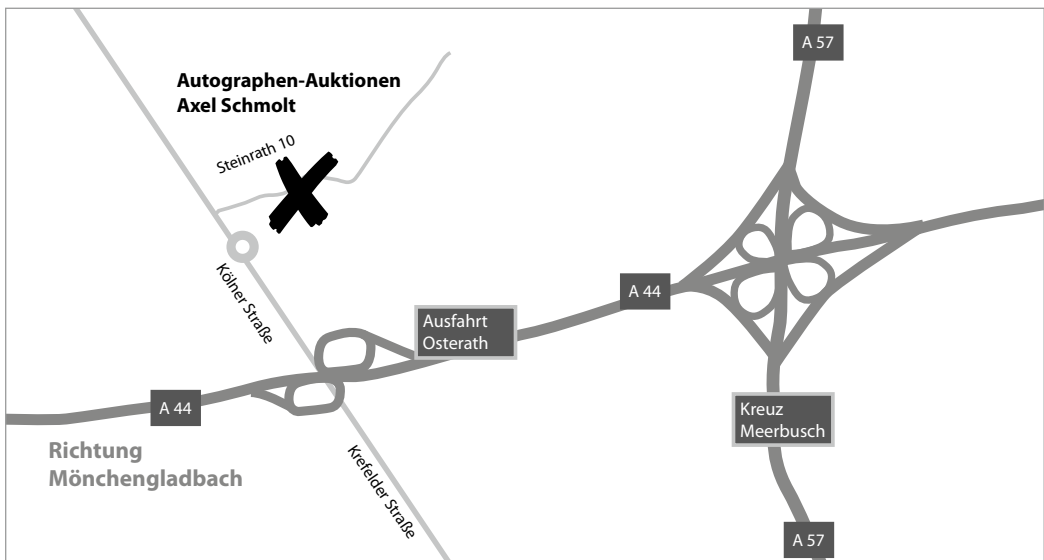 A 57
Autographen-Auktionen
Axel Schmolt
Steinrath 10
Kölner Straße
A 44
Ausfahrt
Osterath
A 44
Kreuz
Meerbusch
Richtung
Mönchengladbach
Krefelder Straße
A 57